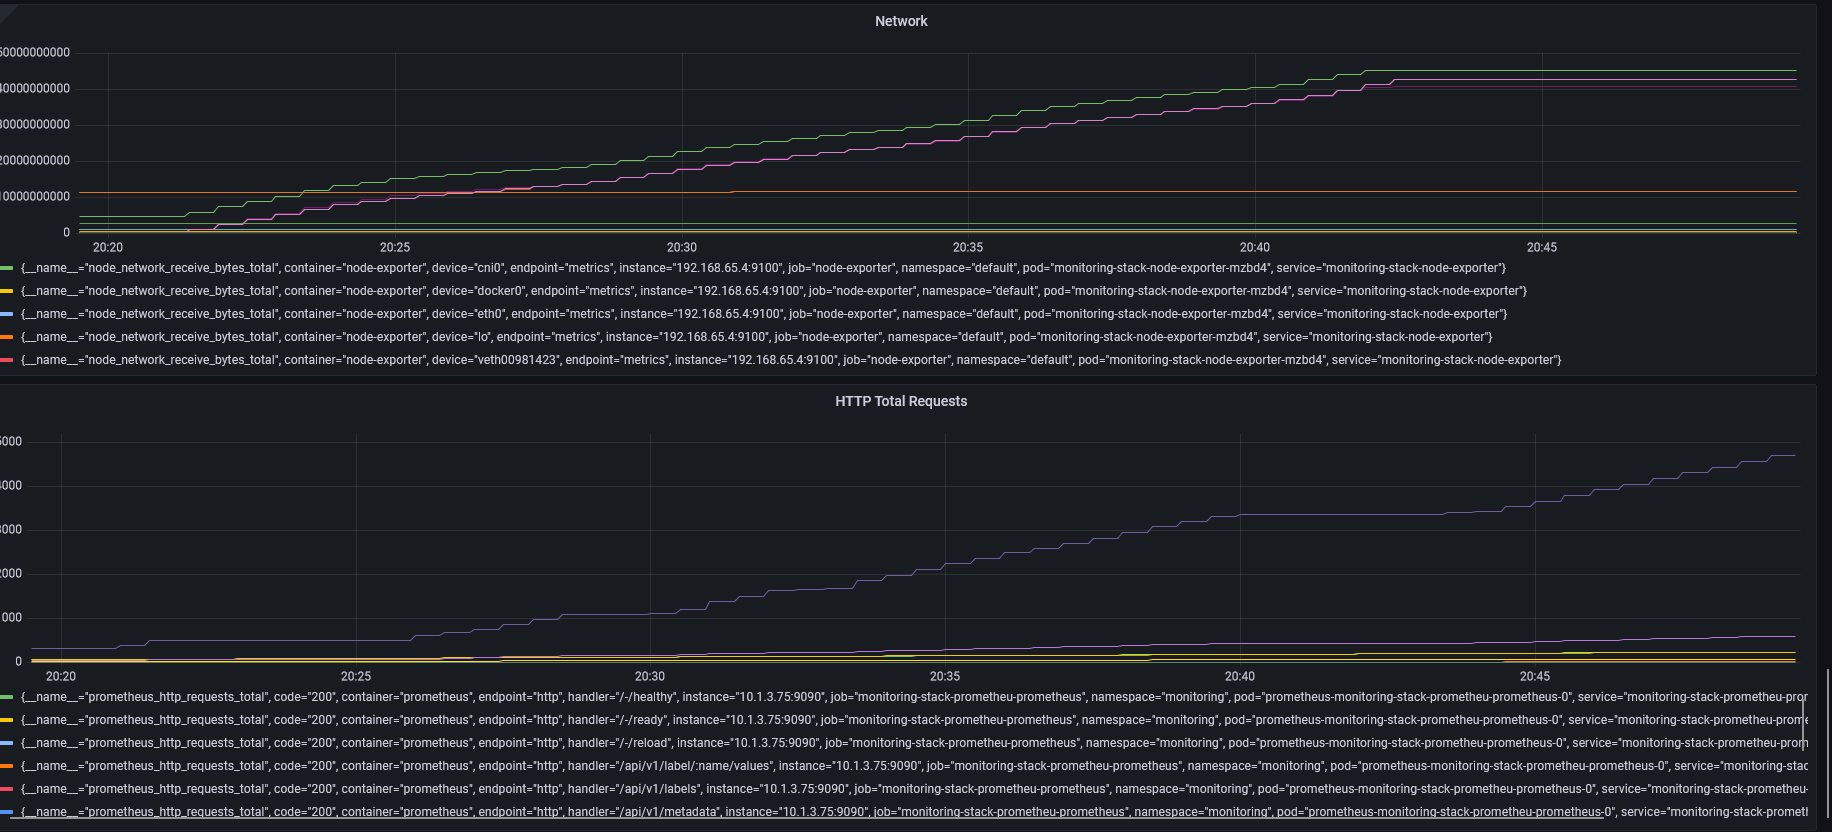 Network
50000000000
40000000000
30000000000
20000000000
10000000000
0
20:20 20:25 20:30 20:35 20:40 20:45
{__name__="node_network_receive_bytes_total", container="node-exporter", device="cni0", endpoint="metrics", instance="192.168.65.4:9100", job="node-exporter", namespace="default", pod="monitoring-stack-node-exporter-mzbd4", service="monitoring-stack-node-exporter"}
{__name__="node_network_receive_bytes_total", container="node-exporter", device="docker0", endpoint="metrics", instance="192.168.65.4:9100", job="node-exporter", namespace="default", pod="monitoring-stack-node-exporter-mzbd4", service="monitoring-stack-node-exporter"}
{__name__="node_network_receive_bytes_total", container="node-exporter", device="eth0", endpoint="metrics", instance="192.168.65.4:9100", job="node-exporter", namespace="default", pod="monitoring-stack-node-exporter-mzbd4", service="monitoring-stack-node-exporter"}
{__name__="node_network_receive_bytes_total", container="node-exporter", device="lo", endpoint="metrics", instance="192.168.65.4:9100", job="node-exporter", namespace="default", pod="monitoring-stack-node-exporter-mzbd4", service="monitoring-stack-node-exporter"}
{__name__="node_network_receive_bytes_total", container="node-exporter", device="veth00981423", endpoint="metrics", instance="192.168.65.4:9100", job="node-exporter", namespace="default", pod="monitoring-stack-node-exporter-mzbd4", service="monitoring-stack-node-exporter"}
HTTP Total Requests
5000
4000
3000
2000
1000
0
20:20 20:25 20:30 20:35 20:40 20:45
{__name__="prometheus_http_requests_total", code="200", container="prometheus", endpoint="http", handler="/-/healthy", instance="10.1.3.75:9090", job="monitoring-stack-prometheu-prometheus", namespace="monitoring", pod="prometheus-monitoring-stack-prometheu-prometheus-0", service="monitoring-stack-prometheu-pror
{__name__="prometheus_http_requests_total", code="200", container="prometheus", endpoint="http", handler="/-/ready", instance="10.1.3.75:9090", job="monitoring-stack-prometheu-prometheus", namespace="monitoring", pod="prometheus-monitoring-stack-prometheu-prometheus-0", service="monitoring-stack-prometheu-prome
{__name__="prometheus_http_requests_total", code="200", container="prometheus", endpoint="http", handler="/-/reload", instance="10.1.3.75:9090", job="monitoring-stack-prometheu-prometheus", namespace="monitoring", pod="prometheus-monitoring-stack-prometheu-prometheus-0", service="monitoring-stack-prometheu-pron
{__name__="prometheus_http_requests_total", code="200", container="prometheus", endpoint="http", handler="/api/v1/label/:name/values", instance="10.1.3.75:9090", job="monitoring-stack-prometheu-prometheus", namespace="monitoring", pod="prometheus-monitoring-stack-prometheu-prometheus-0", service="monitoring-stac
{__name__="prometheus_http_requests_total", code="200", container="prometheus", endpoint="http", handler="/api/v1/labels", instance="10.1.3.75:9090", job="monitoring-stack-prometheu-prometheus", namespace="monitoring", pod="prometheus-monitoring-stack-prometheu-prometheus-0", service="monitoring-stack-prometheu-
{__name__="prometheus_http_requests_total", code="200", container="prometheus", endpoint="http", handler="/api/v1/metadata", instance="10.1.3.75:9090", job="monitoring-stack-prometheu-prometheus", namespace="monitoring", pod="prometheus-monitoring-stack-prometheu-prometheus-0", service="monitoring-stack-promet